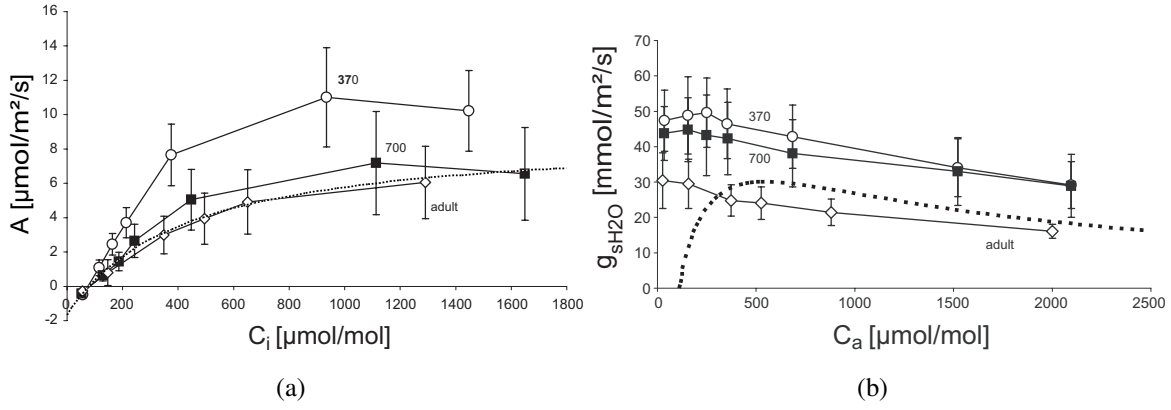 16
14
12
10
8
6
4
2
0
-2
A [µmol/m²/s]
370
700
adult
0 200 400 600 800 1000 1200 1400 1600 1800
C_i [µmol/mol]
(a)
70
60
50
40
30
20
10
0
g_sH2O [mmol/m²/s]
370
700
adult
0 500 1000 1500 2000 2500
C_a [µmol/mol]
(b)